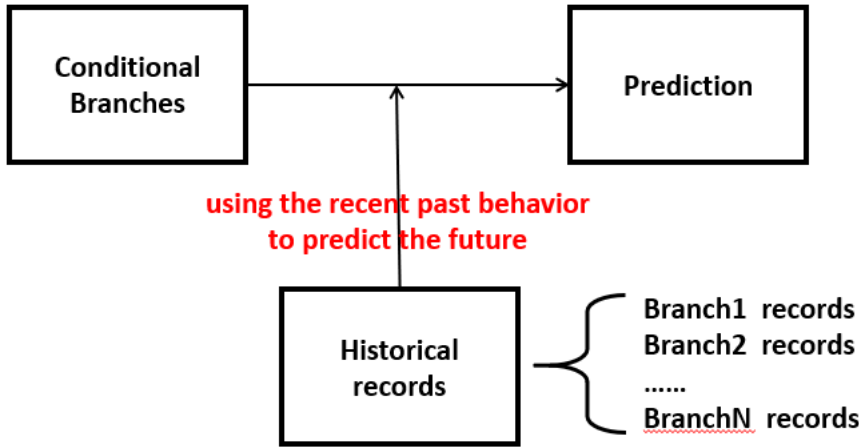 Conditional
Branches
Prediction
using the recent past behavior
to predict the future
Historical
records
Branch1 records
Branch2 records
......
BranchN records